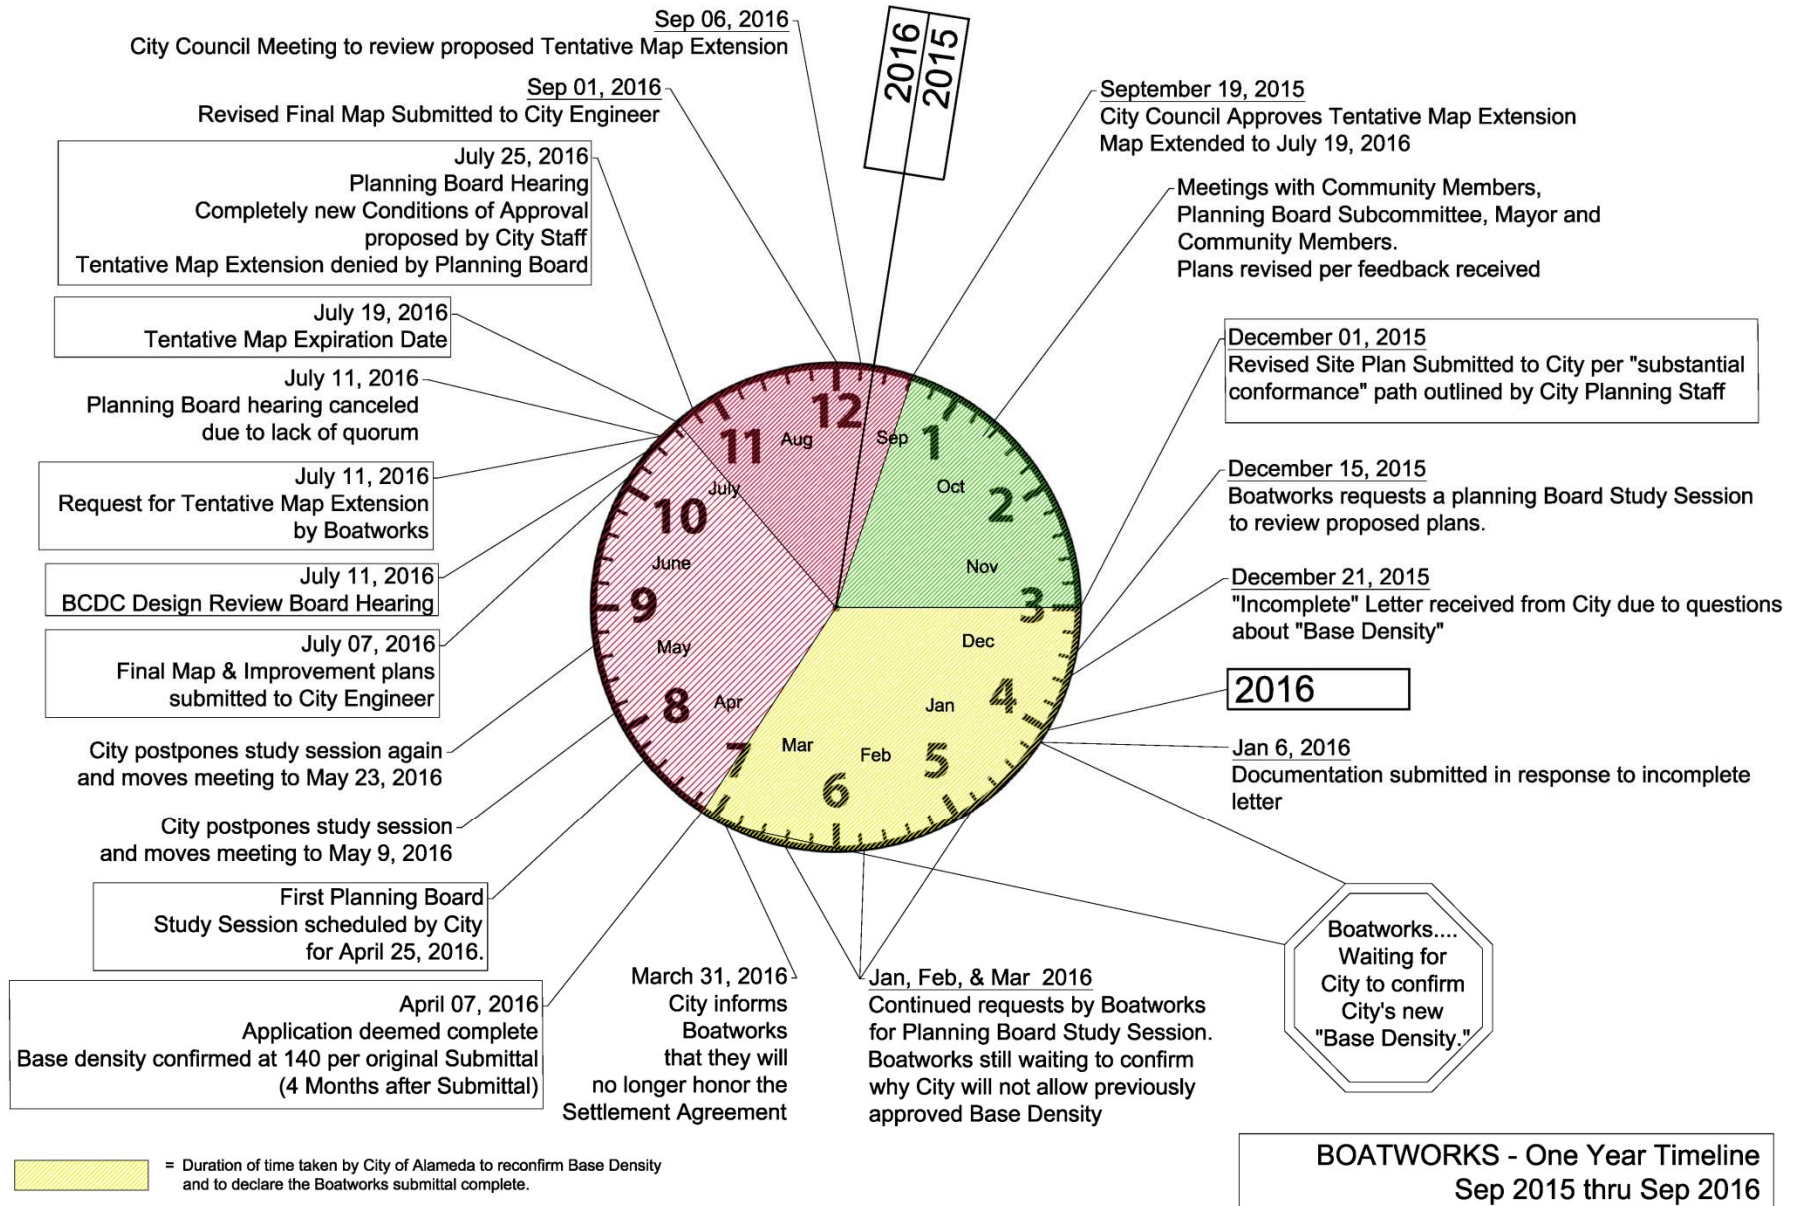 Sep 06, 2016
City Council Meeting to review proposed Tentative Map Extension
Sep 01, 2016
Revised Final Map Submitted to City Engineer
July 25, 2016
Planning Board Hearing
Completely new Conditions of Approval
proposed by City Staff
Tentative Map Extension denied by Planning Board
July 19, 2016
Tentative Map Expiration Date
July 11, 2016
Planning Board hearing canceled
due to lack of quorum
July 11, 2016
Request for Tentative Map Extension
by Boatworks
July 11, 2016
BCDC Design Review Board Hearing
July 07, 2016
Final Map & Improvement plans
submitted to City Engineer
City postpones study session again
and moves meeting to May 23, 2016
City postpones study session
and moves meeting to May 9, 2016
First Planning Board
Study Session scheduled by City
for April 25, 2016.
April 07, 2016
Application deemed complete
Base density confirmed at 140 per original Submittal
(4 Months after Submittal)
2016
2015
12
1
2
3
4
5
6
7
8
9
10
11
Sep
Oct
Nov
Dec
Jan
Feb
Mar
Apr
May
June
July
Aug
September 19, 2015
City Council Approves Tentative Map Extension
Map Extended to July 19, 2016
Meetings with Community Members,
Planning Board Subcommittee, Mayor and
Community Members.
Plans revised per feedback received
December 01, 2015
Revised Site Plan Submitted to City per "substantial
conformance" path outlined by City Planning Staff
December 15, 2015
Boatworks requests a planning Board Study Session
to review proposed plans.
December 21, 2015
"Incomplete" Letter received from City due to questions
about "Base Density"
2016
Jan 6, 2016
Documentation submitted in response to incomplete
letter
Boatworks....
Waiting for
City to confirm
City's new
"Base Density."
March 31, 2016
City informs
Boatworks
that they will
no longer honor the
Settlement Agreement
Jan, Feb, & Mar 2016
Continued requests by Boatworks
for Planning Board Study Session.
Boatworks still waiting to confirm
why City will not allow previously
approved Base Density
= Duration of time taken by City of Alameda to reconfirm Base Density
and to declare the Boatworks submittal complete.
BOATWORKS - One Year Timeline
Sep 2015 thru Sep 2016